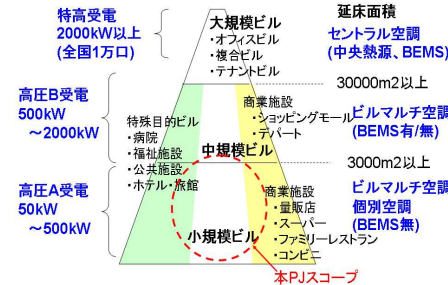 特高受電
2000kW以上
(全国1万口)
大規模ビル
・オフィスビル
・複合ビル
・テナントビル
延床面積
セントラル空調
(中央熱源、BEMS)
30000m2以上
高圧B受電
500kW
～2000kW
特殊目的ビル
・病院
・福祉施設
・公共施設
・ホテル・旅館
商業施設
・ショッピングモール
・デパート
中規模ビル
ビルマルチ空調
(BEMS有/無)
3000m2以上
高圧A受電
50kW
～500kW
小規模ビル
商業施設
・量販店
・スーパー
・ファミリーレストラン
・コンビニ
ビルマルチ空調
個別空調
(BEMS無)
本PJスコープ